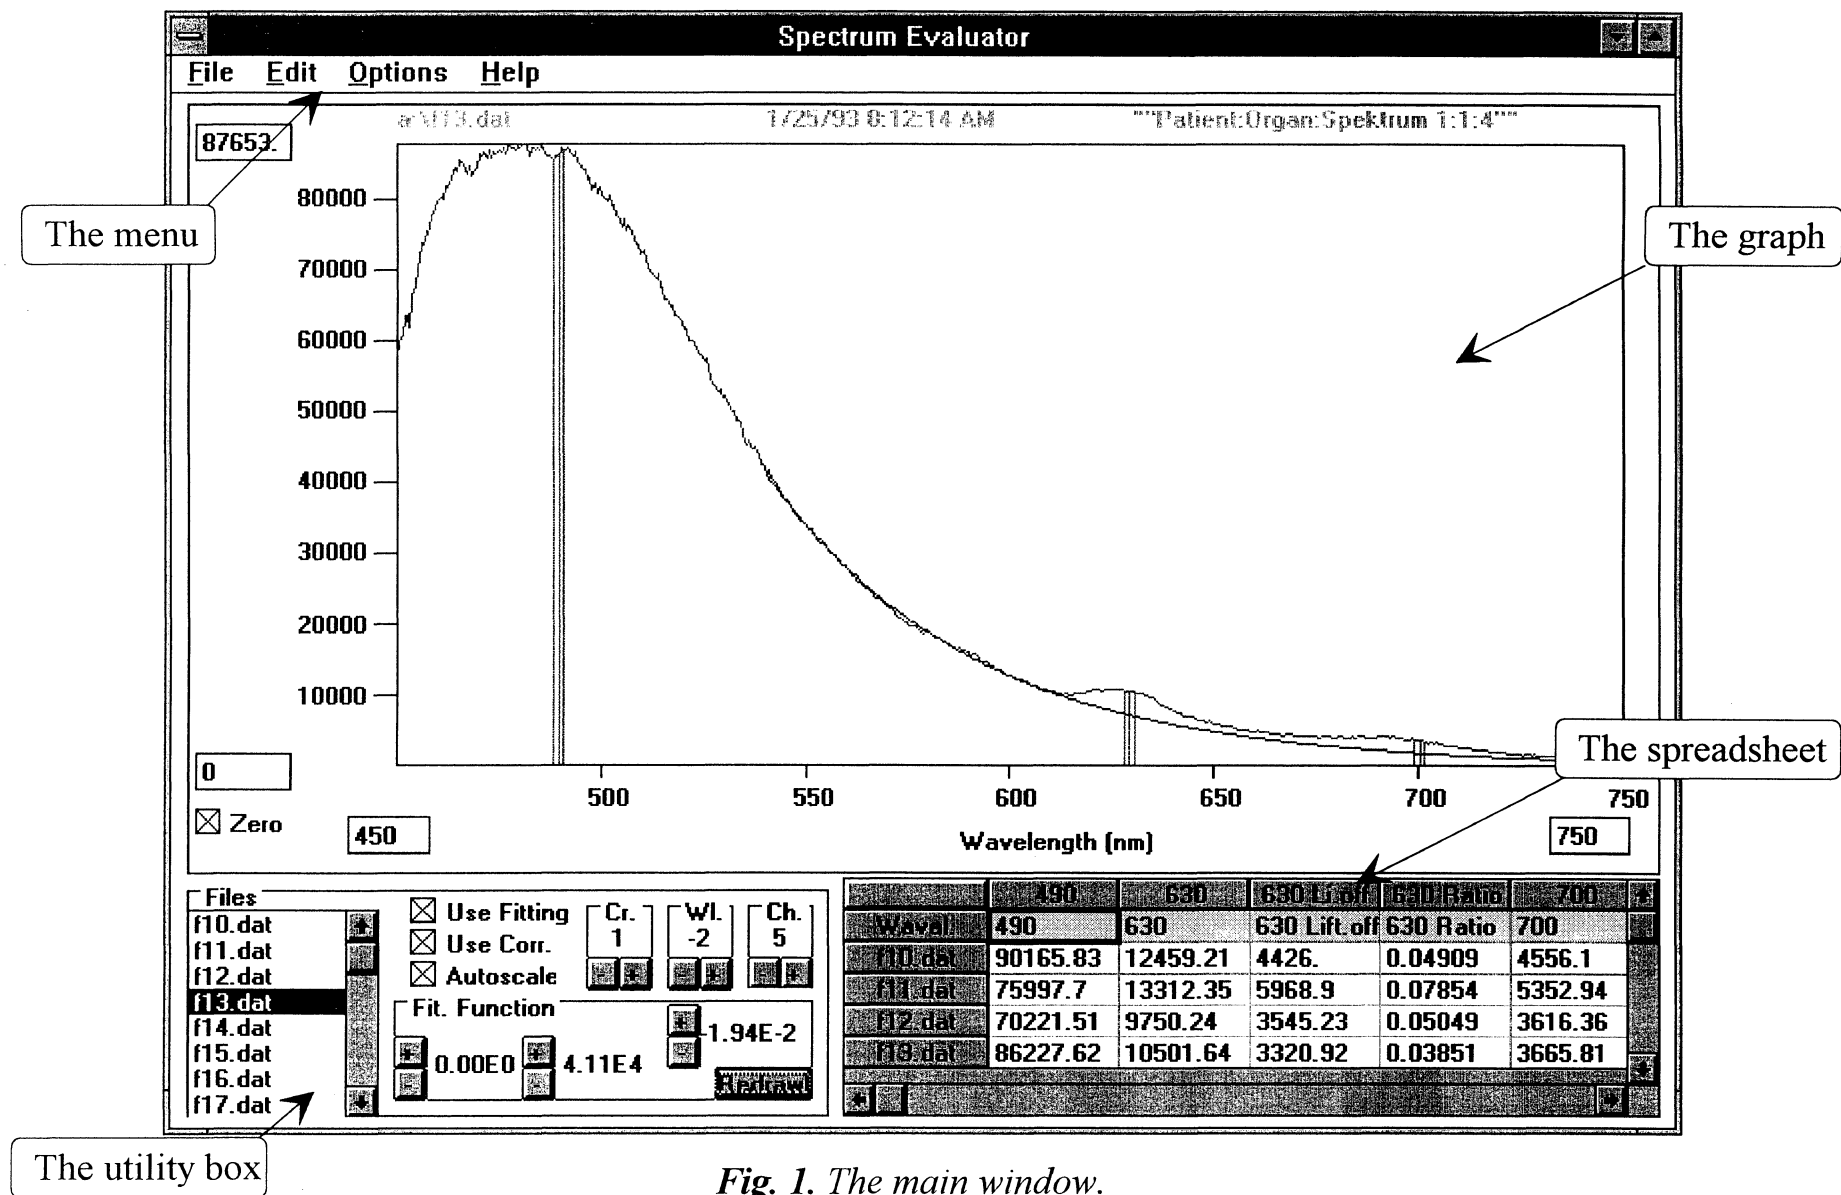 Spectrum Evaluator
File Edit Options Help
a:\f13.dat 1/25/93 8:12:14 AM ""Patient:Organ:Spektrum 1:1:4""
87653.
80000
The menu
The graph
70000
60000
50000
40000
30000
20000
10000
The spreadsheet
0
500 550 600 650 700 750
Zero
450
Wavelength (nm)
750
Files
f10.dat
f11.dat
f12.dat
f13.dat
f14.dat
f15.dat
f16.dat
f17.dat
Use Fitting
Use Corr.
Autoscale
Cr.
1
- +
Wl.
-2
- +
Ch.
5
- +
Fit. Function
+ 0.00E0 + 4.11E4 + -1.94E-2
- - -
Redraw!
490 630 630 Li.off 630 Ratio 700
Wavel. 490 630 630 Lift.off 630 Ratio 700
f10.dat 90165.83 12459.21 4426. 0.04909 4556.1
f11.dat 75997.7 13312.35 5968.9 0.07854 5352.94
f12.dat 70221.51 9750.24 3545.23 0.05049 3616.36
f13.dat 86227.62 10501.64 3320.92 0.03851 3665.81
The utility box
Fig. 1. The main window.